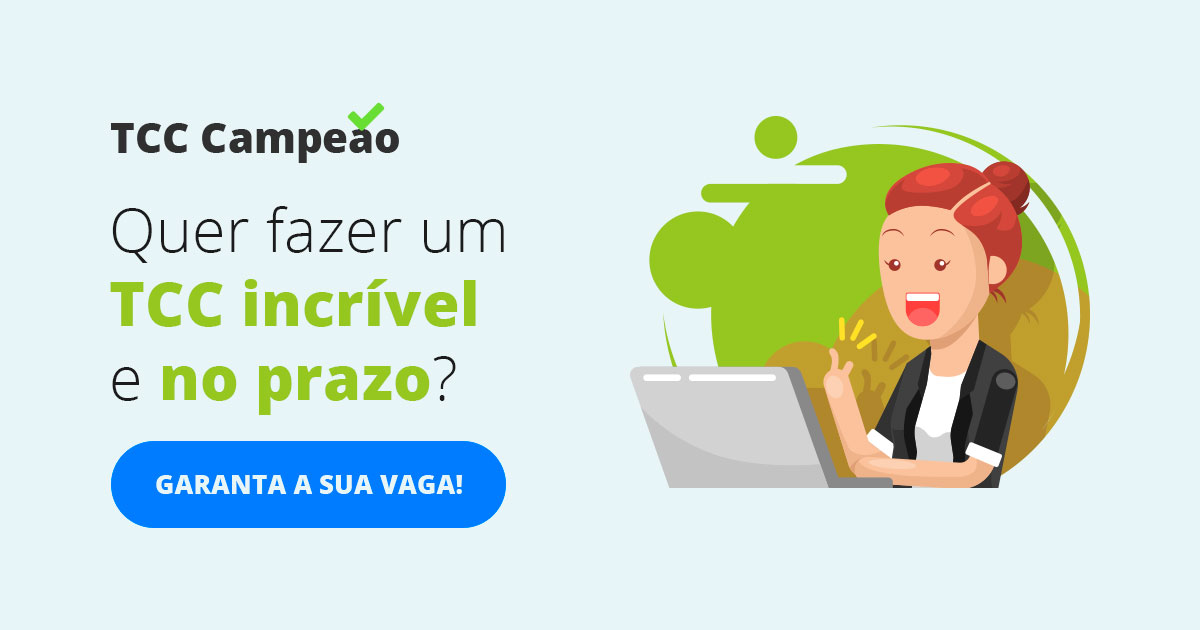 TCC Campeão
Quer fazer um
TCC incrível
e no prazo?
GARANTA A SUA VAGA!